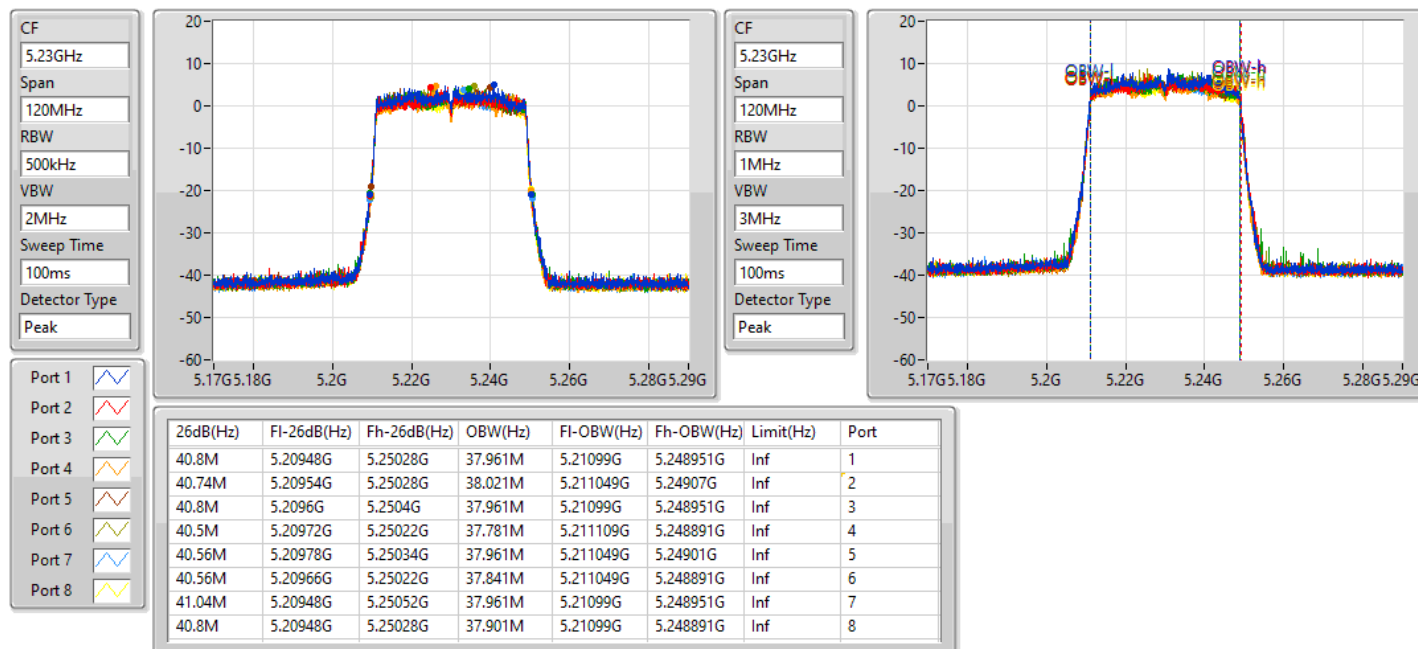 CF
5.23GHz
Span
120MHz
RBW
500kHz
VBW
2MHz
Sweep Time
100ms
Detector Type
Peak
20
10
0
-10
-20
-30
-40
-50
-60
5.17G 5.18G 5.2G 5.22G 5.24G 5.26G 5.28G 5.29G
CF
5.23GHz
Span
120MHz
RBW
1MHz
VBW
3MHz
Sweep Time
100ms
Detector Type
Peak
20
10
0
-10
-20
-30
-40
-50
-60
OBW-l OBW-h
5.17G 5.18G 5.2G 5.22G 5.24G 5.26G 5.28G 5.29G
Port 1
Port 2
Port 3
Port 4
Port 5
Port 6
Port 7
Port 8
26dB(Hz) Fl-26dB(Hz) Fh-26dB(Hz) OBW(Hz) Fl-OBW(Hz) Fh-OBW(Hz) Limit(Hz) Port
40.8M 5.20948G 5.25028G 37.961M 5.21099G 5.248951G Inf 1
40.74M 5.20954G 5.25028G 38.021M 5.211049G 5.24907G Inf 2
40.8M 5.2096G 5.2504G 37.961M 5.21099G 5.248951G Inf 3
40.5M 5.20972G 5.25022G 37.781M 5.211109G 5.248891G Inf 4
40.56M 5.20978G 5.25034G 37.961M 5.211049G 5.24901G Inf 5
40.56M 5.20966G 5.25022G 37.841M 5.211049G 5.248891G Inf 6
41.04M 5.20948G 5.25052G 37.961M 5.21099G 5.248951G Inf 7
40.8M 5.20948G 5.25028G 37.901M 5.21099G 5.248891G Inf 8